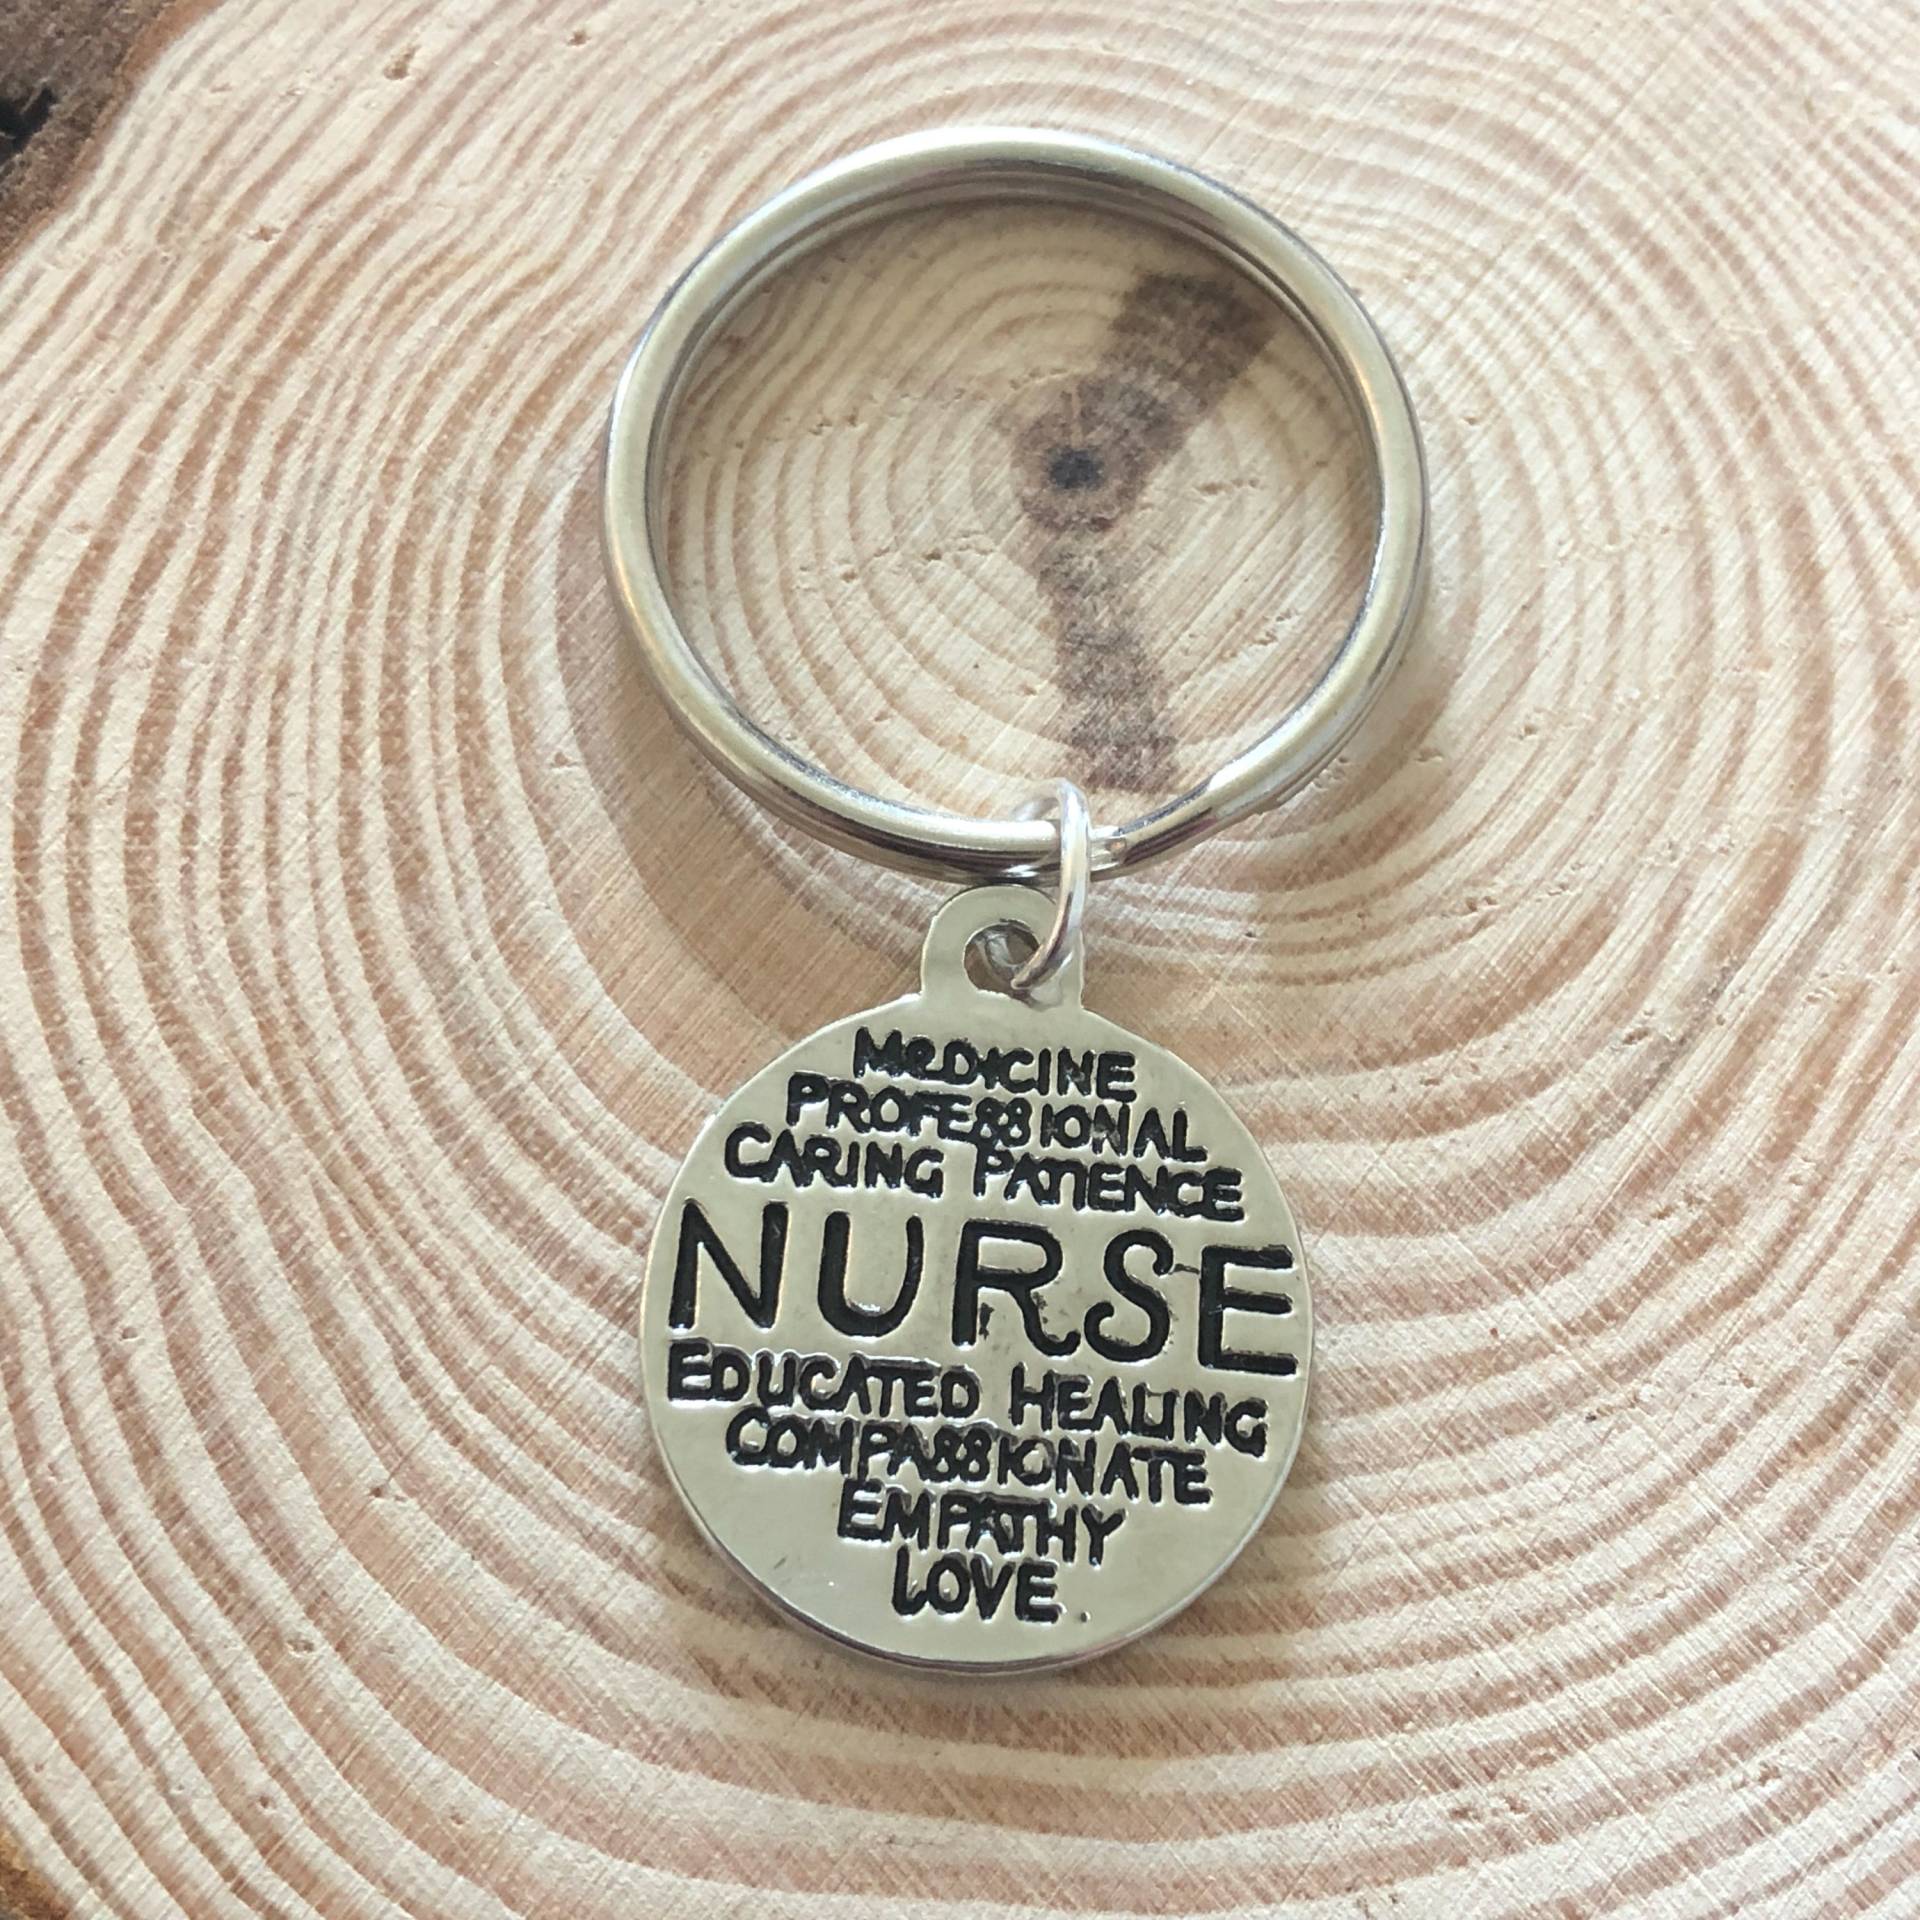 MeDICINE
PROFESSIONAL
CARING PATIENCE
NURSE
EDUCATED HEALING
COMPASSIONATE
EMPATHY
LOVE.